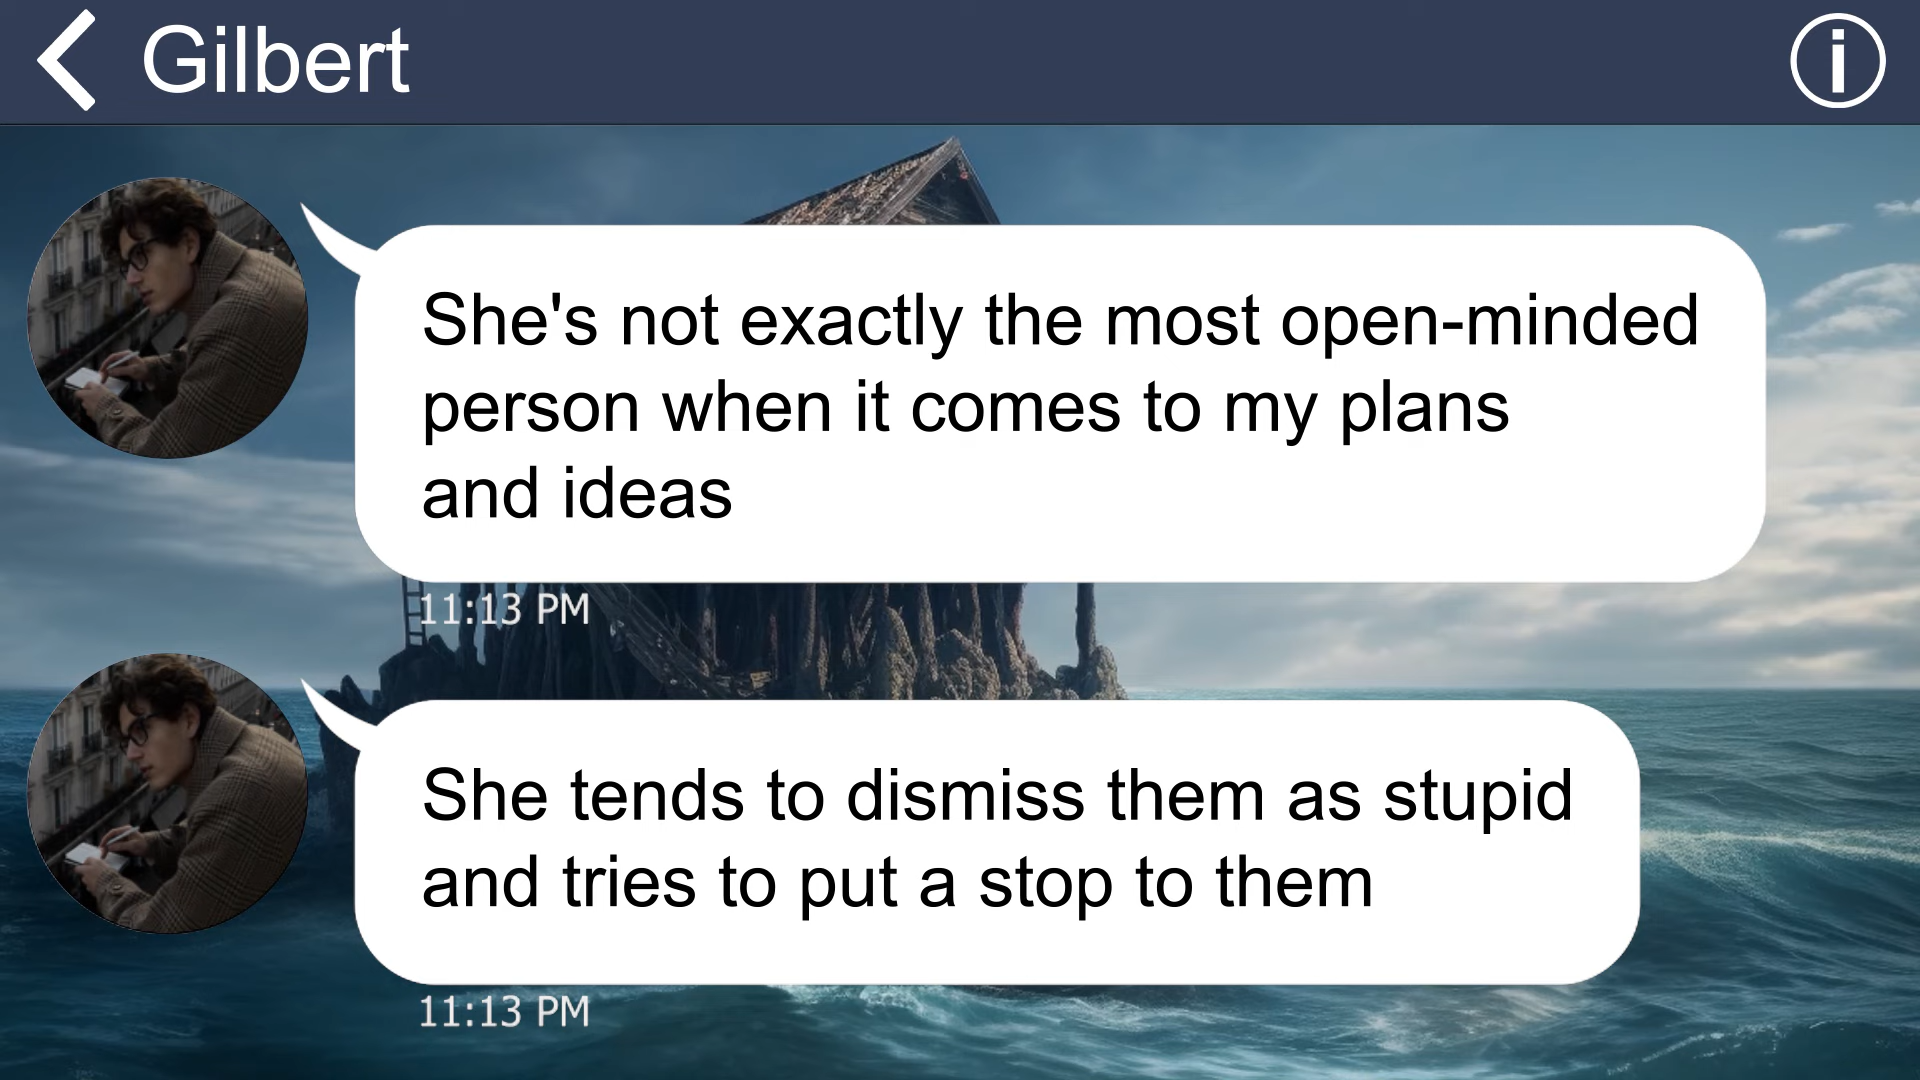 Gilbert
She's not exactly the most open-minded
person when it comes to my plans
and ideas
11:13 PM
She tends to dismiss them as stupid
and tries to put a stop to them
11:13 PM